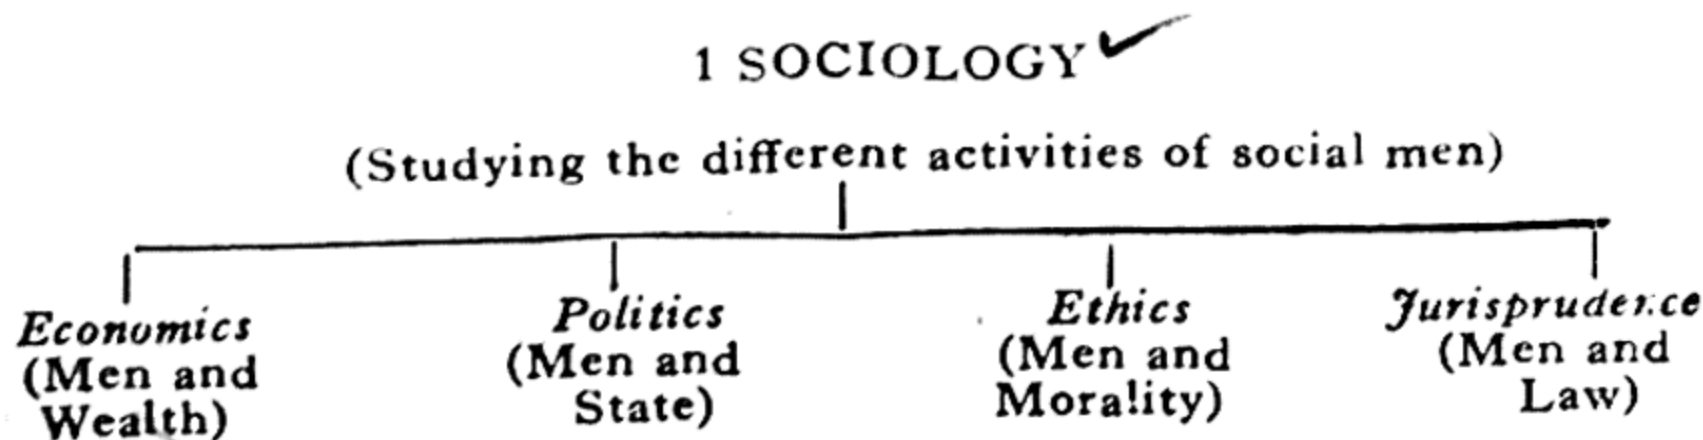 1 SOCIOLOGY
(Studying the different activities of social men)
Economics
(Men and
Wealth)
Politics
(Men and
State)
Ethics
(Men and
Morality)
Jurisprudence
(Men and
Law)